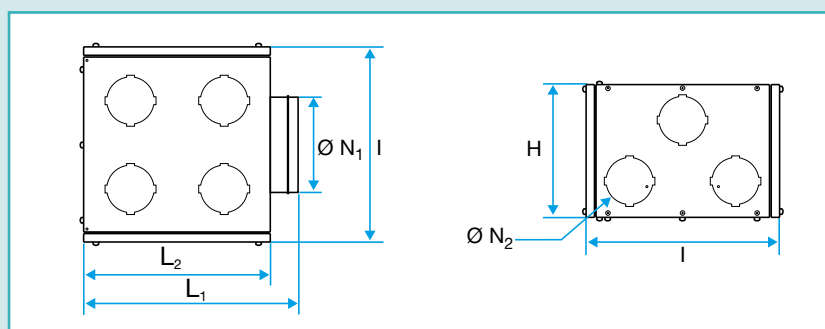 Ø N₁
I
L₂
L₁
H
Ø N₂
I